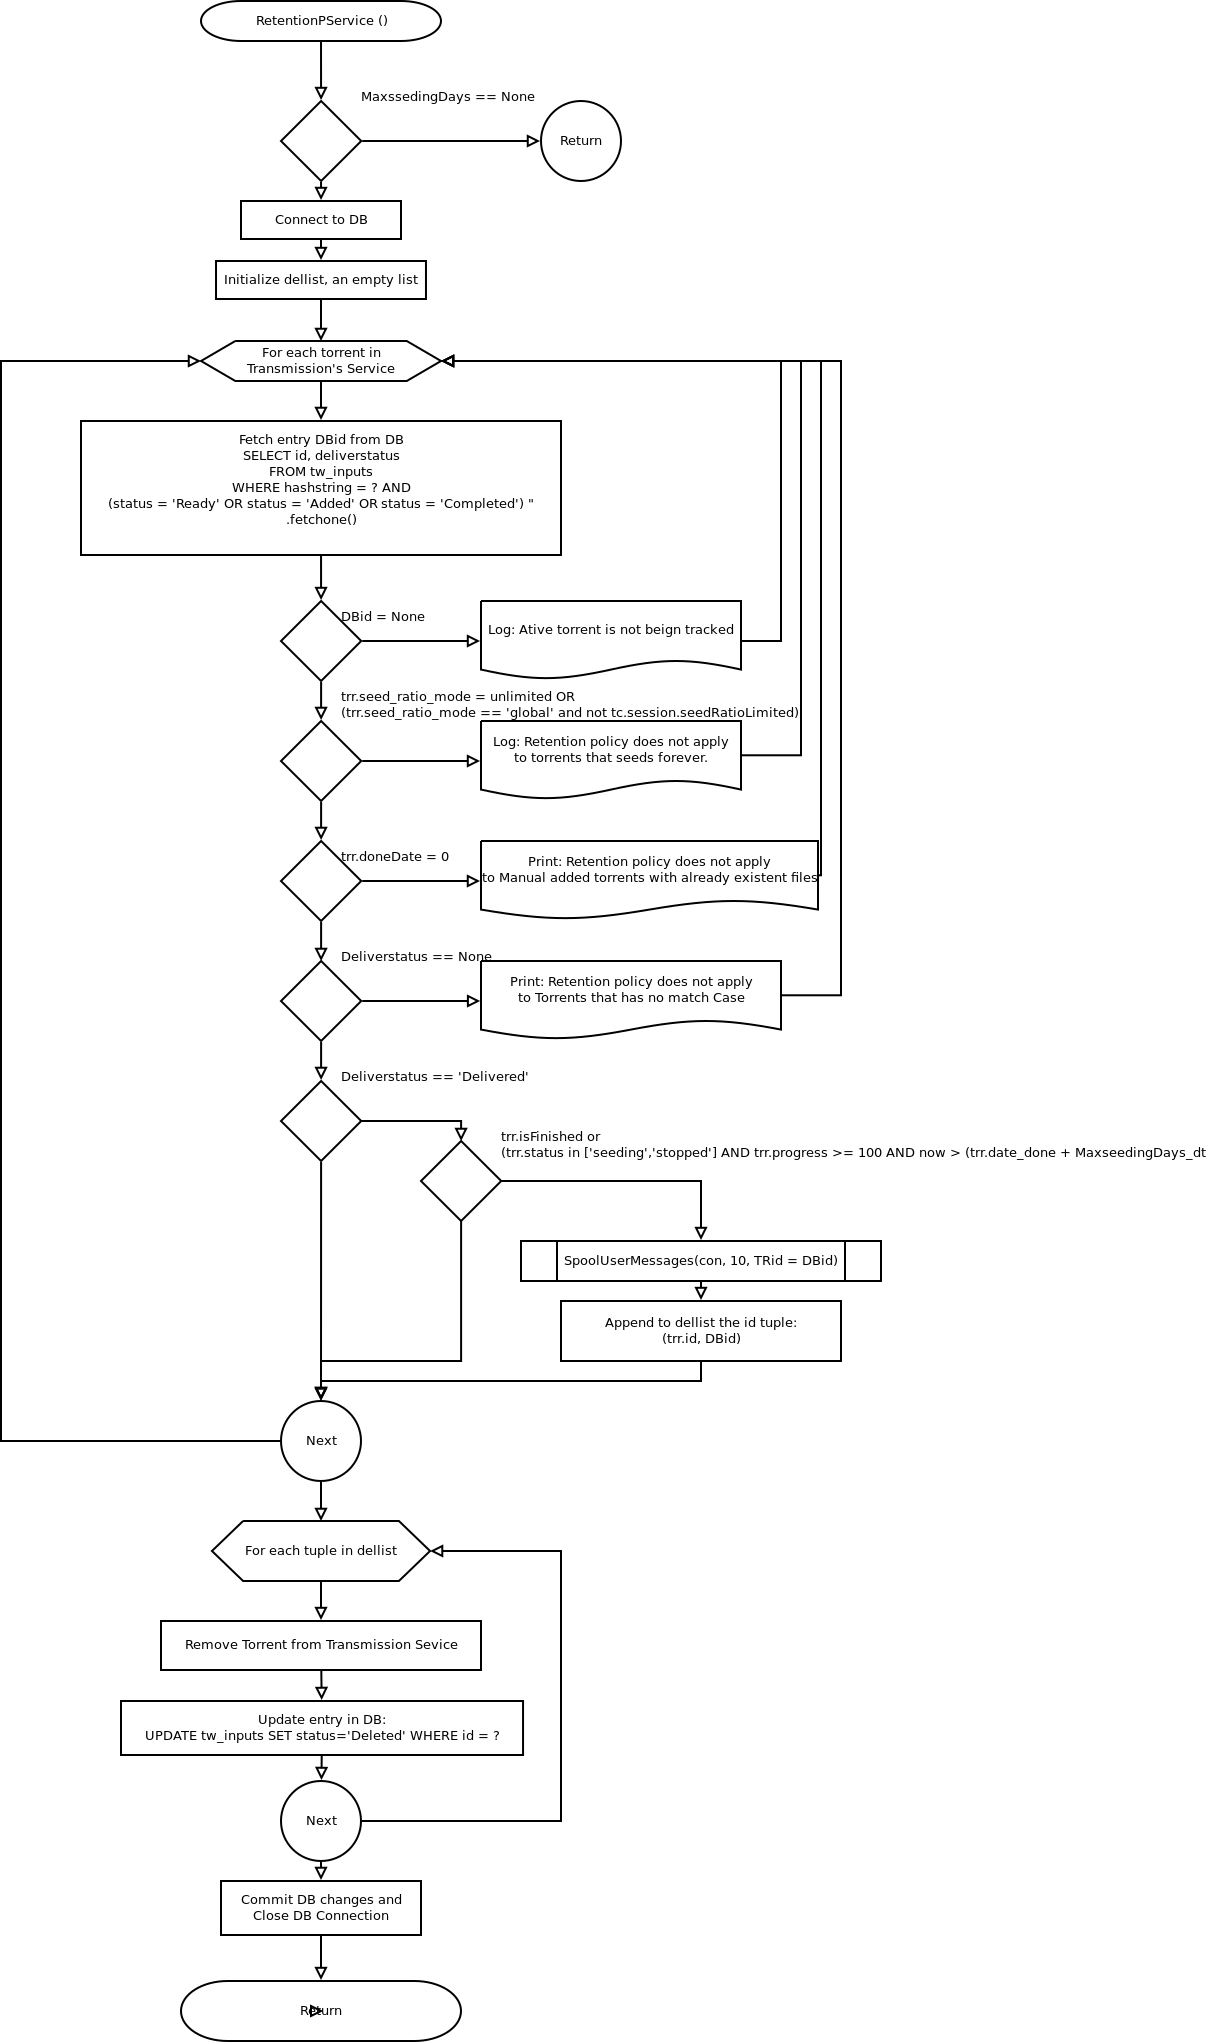 RetentionPService ()
MaxssedingDays == None
Return
Connect to DB
Initialize dellist, an empty list
For each torrent in
Transmission's Service
Fetch entry DBid from DB
SELECT id, deliverstatus
FROM tw_inputs
WHERE hashstring = ? AND
(status = 'Ready' OR status = 'Added' OR status = 'Completed') "
.fetchone()
DBid = None
Log: Ative torrent is not beign tracked
trr.seed_ratio_mode = unlimited OR
(trr.seed_ratio_mode == 'global' and not tc.session.seedRatioLimited)
Log: Retention policy does not apply
to torrents that seeds forever.
trr.doneDate = 0
Print: Retention policy does not apply
to Manual added torrents with already existent files
Deliverstatus == None
Print: Retention policy does not apply
to Torrents that has no match Case
Deliverstatus == 'Delivered'
trr.isFinished or
(trr.status in ['seeding','stopped'] AND trr.progress >= 100 AND now > (trr.date_done + MaxseedingDays_dt
SpoolUserMessages(con, 10, TRid = DBid)
Append to dellist the id tuple:
(trr.id, DBid)
Next
For each tuple in dellist
Remove Torrent from Transmission Sevice
Update entry in DB:
UPDATE tw_inputs SET status='Deleted' WHERE id = ?
Next
Commit DB changes and
Close DB Connection
Return